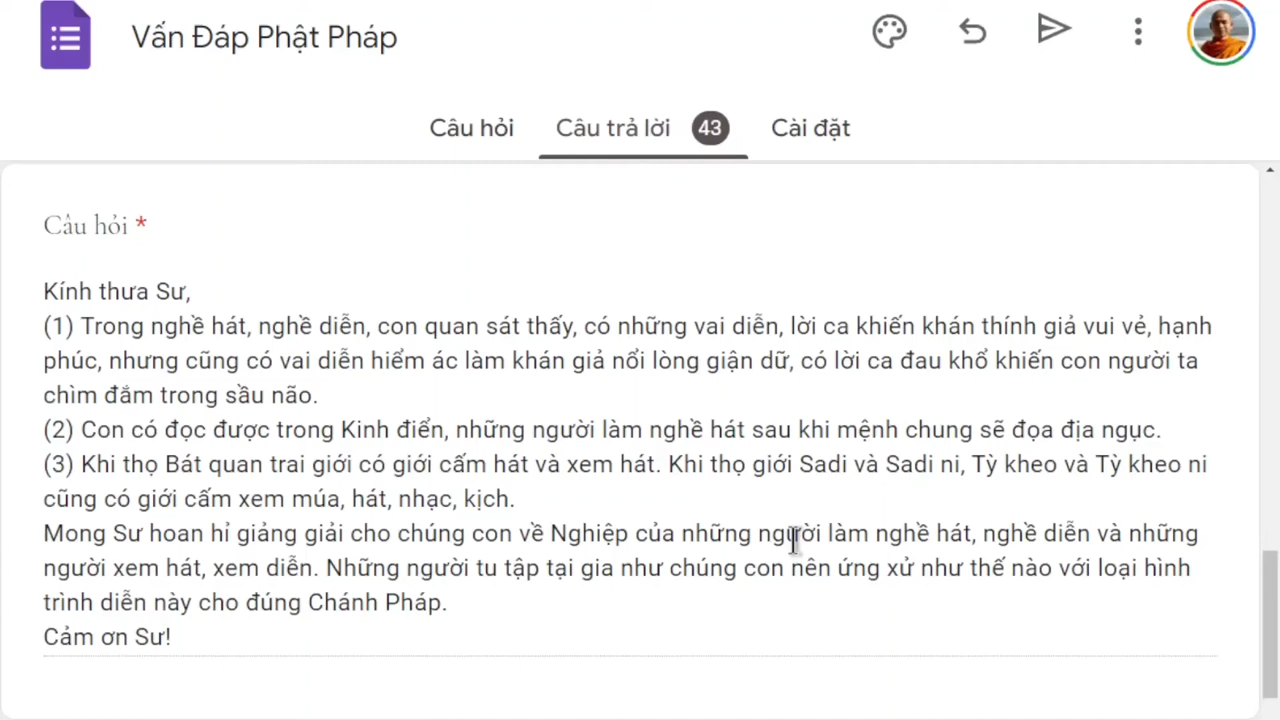 Vấn Đáp Phật Pháp
Câu hỏi
Câu trả lời
43
Cài đặt
Câu hỏi *
Kính thưa Sư,
(1) Trong nghề hát, nghề diễn, con quan sát thấy, có những vai diễn, lời ca khiến khán thính giả vui vẻ, hạnh
phúc, nhưng cũng có vai diễn hiểm ác làm khán giả nổi lòng giận dữ, có lời ca đau khổ khiến con người ta
chìm đắm trong sầu não.
(2) Con có đọc được trong Kinh điển, những người làm nghề hát sau khi mệnh chung sẽ đọa địa ngục.
(3) Khi thọ Bát quan trai giới có giới cấm hát và xem hát. Khi thọ giới Sadi và Sadi ni, Tỳ kheo và Tỳ kheo ni
cũng có giới cấm xem múa, hát, nhạc, kịch.
Mong Sư hoan hỉ giảng giải cho chúng con về Nghiệp của những người làm nghề hát, nghề diễn và những
người xem hát, xem diễn. Những người tu tập tại gia như chúng con nên ứng xử như thế nào với loại hình
trình diễn này cho đúng Chánh Pháp.
Cảm ơn Sư!